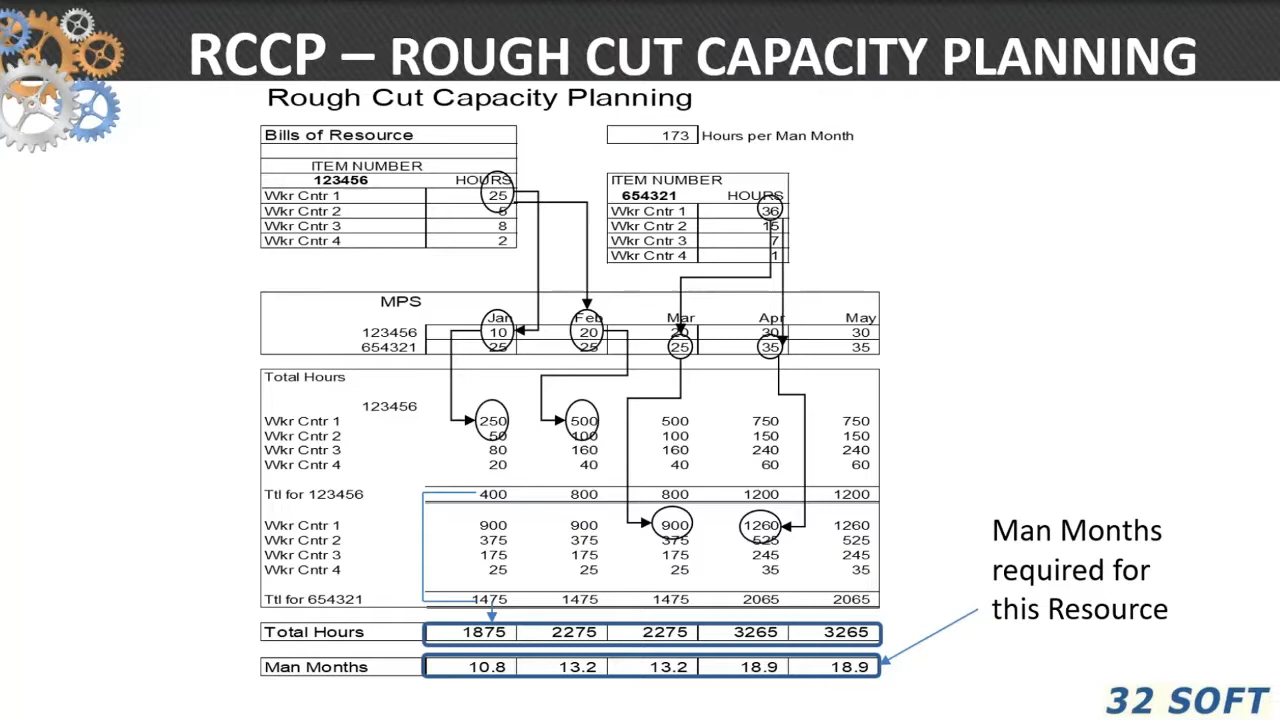 RCCP – ROUGH CUT CAPACITY PLANNING
Rough Cut Capacity Planning
Bills of Resource
173 Hours per Man Month
ITEM NUMBER
123456 HOURS
Wkr Cntr 1 25
Wkr Cntr 2 5
Wkr Cntr 3 8
Wkr Cntr 4 2
ITEM NUMBER
654321 HOURS
Wkr Cntr 1 36
Wkr Cntr 2 15
Wkr Cntr 3 7
Wkr Cntr 4 1
MPS
Jan Feb Mar Apr May
123456 10 20 20 30 30
654321 25 25 25 35 35
Total Hours
123456
Wkr Cntr 1 250 500 500 750 750
Wkr Cntr 2 50 100 100 150 150
Wkr Cntr 3 80 160 160 240 240
Wkr Cntr 4 20 40 40 60 60
Ttl for 123456 400 800 800 1200 1200
Wkr Cntr 1 900 900 900 1260 1260
Wkr Cntr 2 375 375 375 525 525
Wkr Cntr 3 175 175 175 245 245
Wkr Cntr 4 25 25 25 35 35
Ttl for 654321 1475 1475 1475 2065 2065
Total Hours 1875 2275 2275 3265 3265
Man Months 10.8 13.2 13.2 18.9 18.9
Man Months
required for
this Resource
32 SOFT